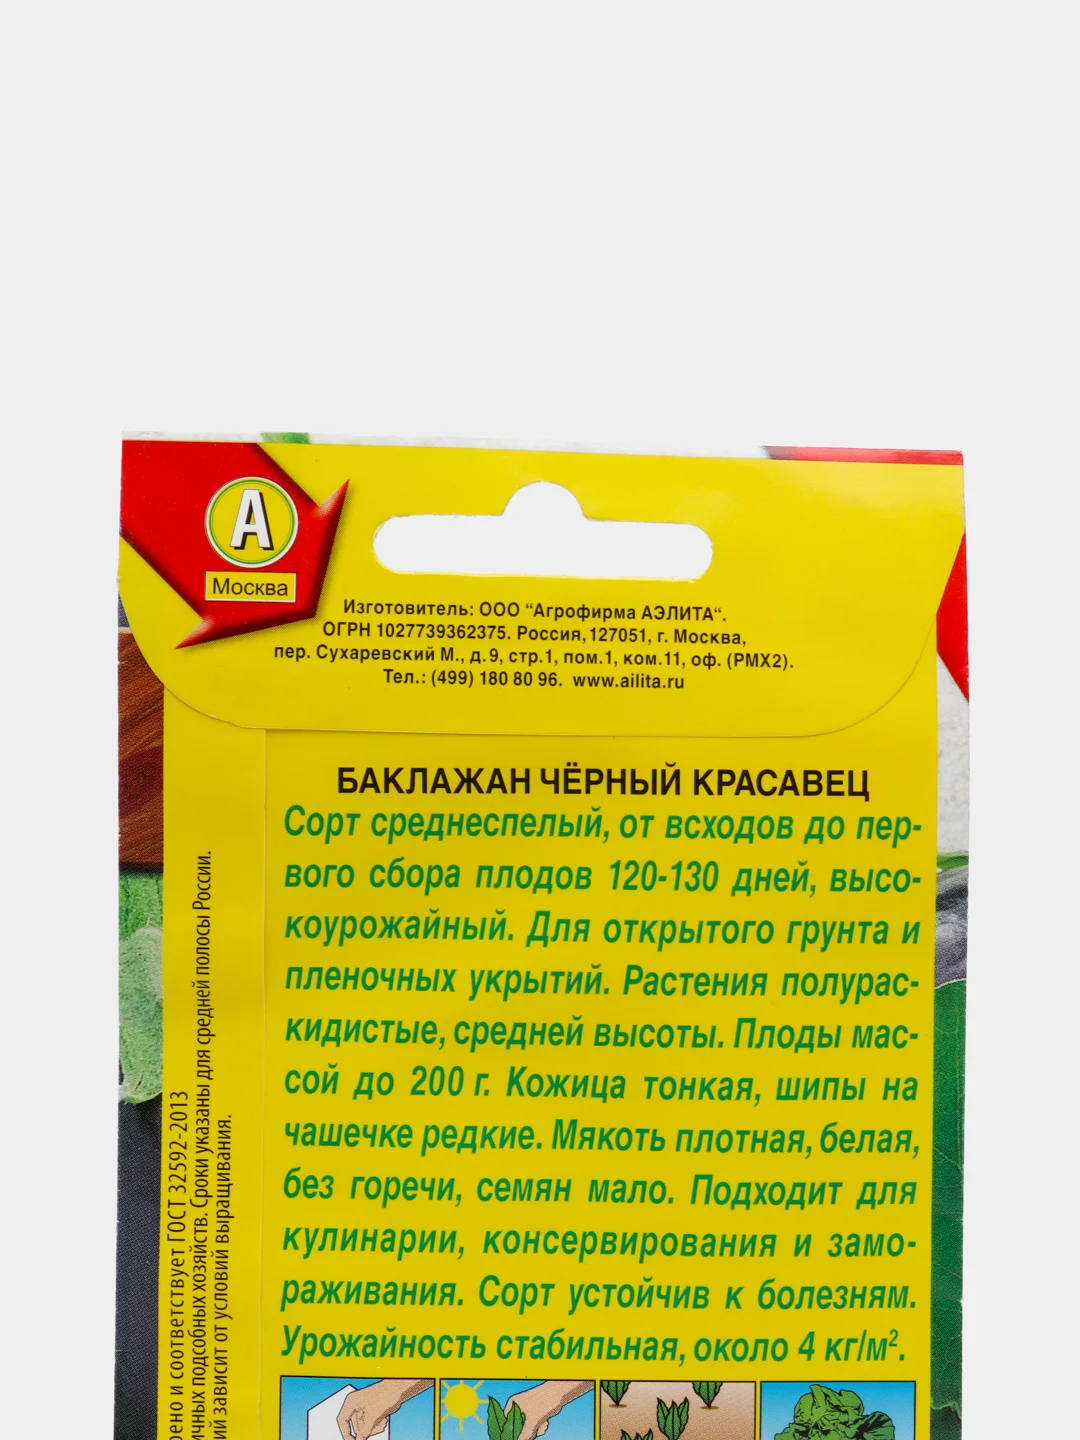 А
Москва
Изготовитель: ООО “Агрофирма АЭЛИТА“.
ОГРН 1027739362375. Россия, 127051, г. Москва,
пер. Сухаревский М., д. 9, стр.1, пом.1, ком.11, оф. (РМХ2).
Тел.: (499) 180 80 96. www.ailita.ru
БАКЛАЖАН ЧЁРНЫЙ КРАСАВЕЦ
Сорт среднеспелый, от всходов до пер-
вого сбора плодов 120-130 дней, высо-
коурожайный. Для открытого грунта и
пленочных укрытий. Растения полурас-
кидистые, средней высоты. Плоды мас-
сой до 200 г. Кожица тонкая, шипы на
чашечке редкие. Мякоть плотная, белая,
без горечи, семян мало. Подходит для
кулинарии, консервирования и замо-
раживания. Сорт устойчив к болезням.
Урожайность стабильная, около 4 кг/м².
и соответствует ГОСТ 32592-2013
подсобных хозяйств. Сроки указаны для средней полосы России.
зависит от условий выращивания.